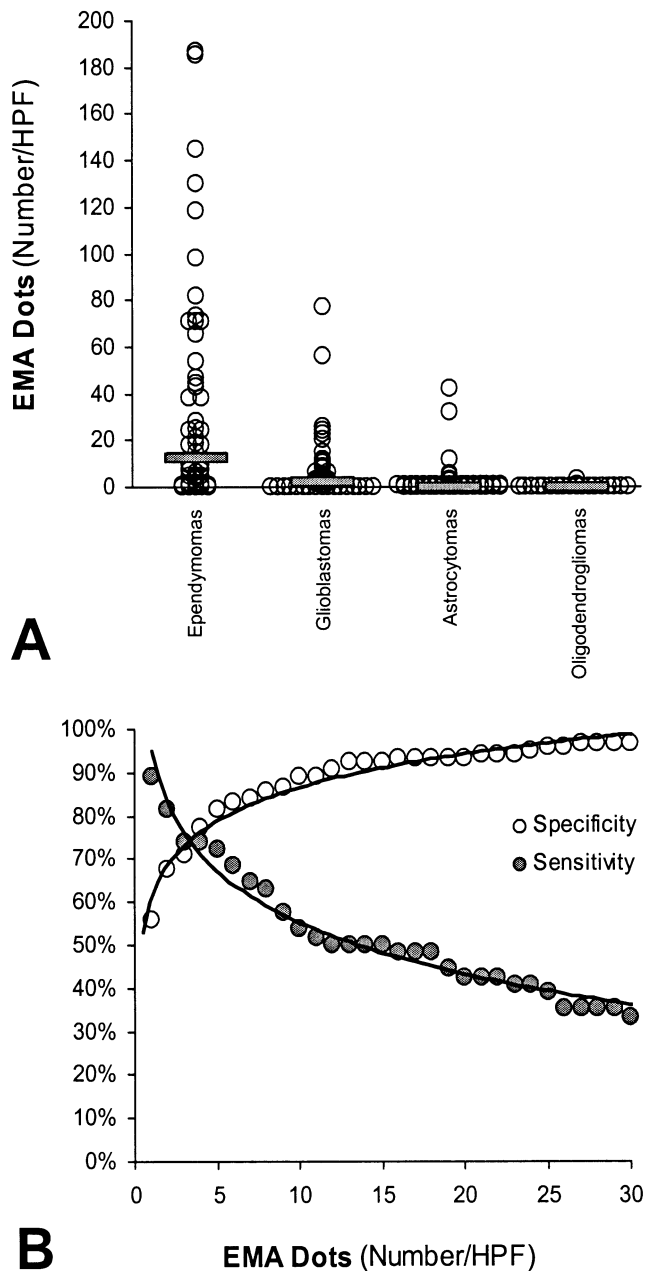 200
180
160
140
120
100
80
60
40
20
0
EMA Dots (Number/HPF)
Ependymomas
Glioblastomas
Astrocytomas
Oligodendrogliomas
A
100%
90%
80%
70%
60%
50%
40%
30%
20%
10%
0%
Specificity
Sensitivity
0 5 10 15 20 25 30
EMA Dots (Number/HPF)
B